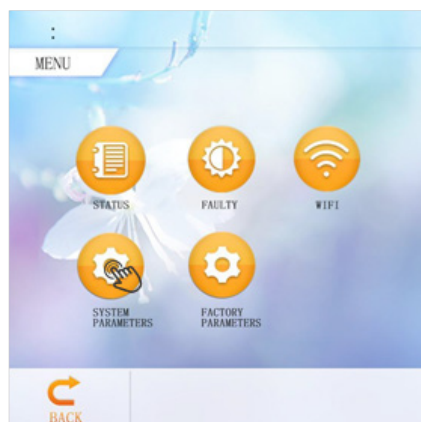 :
MENU
STATUS
FAULTY
WIFI
SYSTEM
PARAMETERS
FACTORY
PARAMETERS
BACK